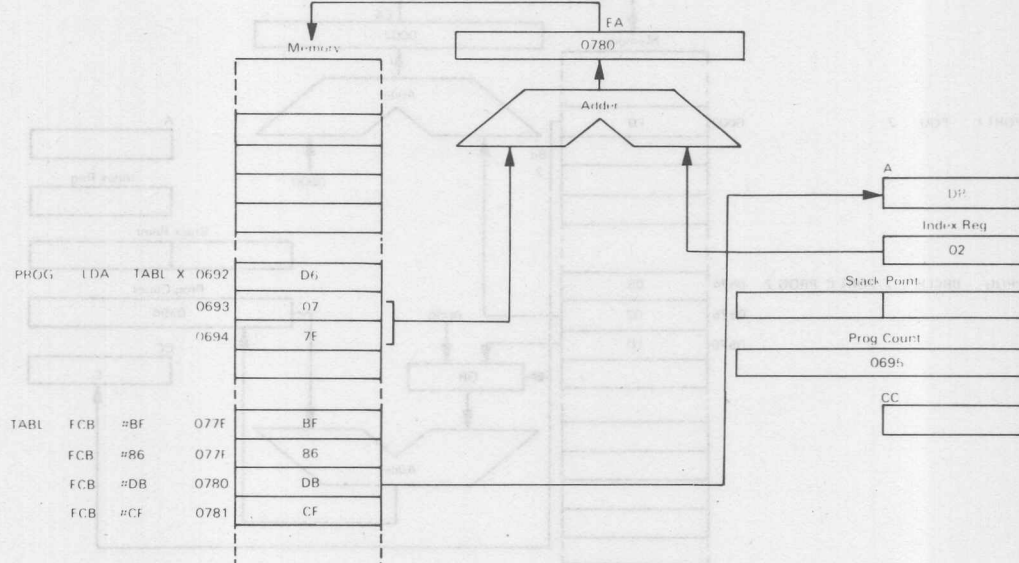 EA
Memory
0780
Adder
A
DB
Index Reg
02
PROG LDA TABL X 0692 D6
0693 07
0694 7E
Stack Point
Prog Count
0695
CC
TABL FCB #BF 077E BF
FCB #86 077F 86
FCB #DB 0780 DB
FCB #CF 0781 CF